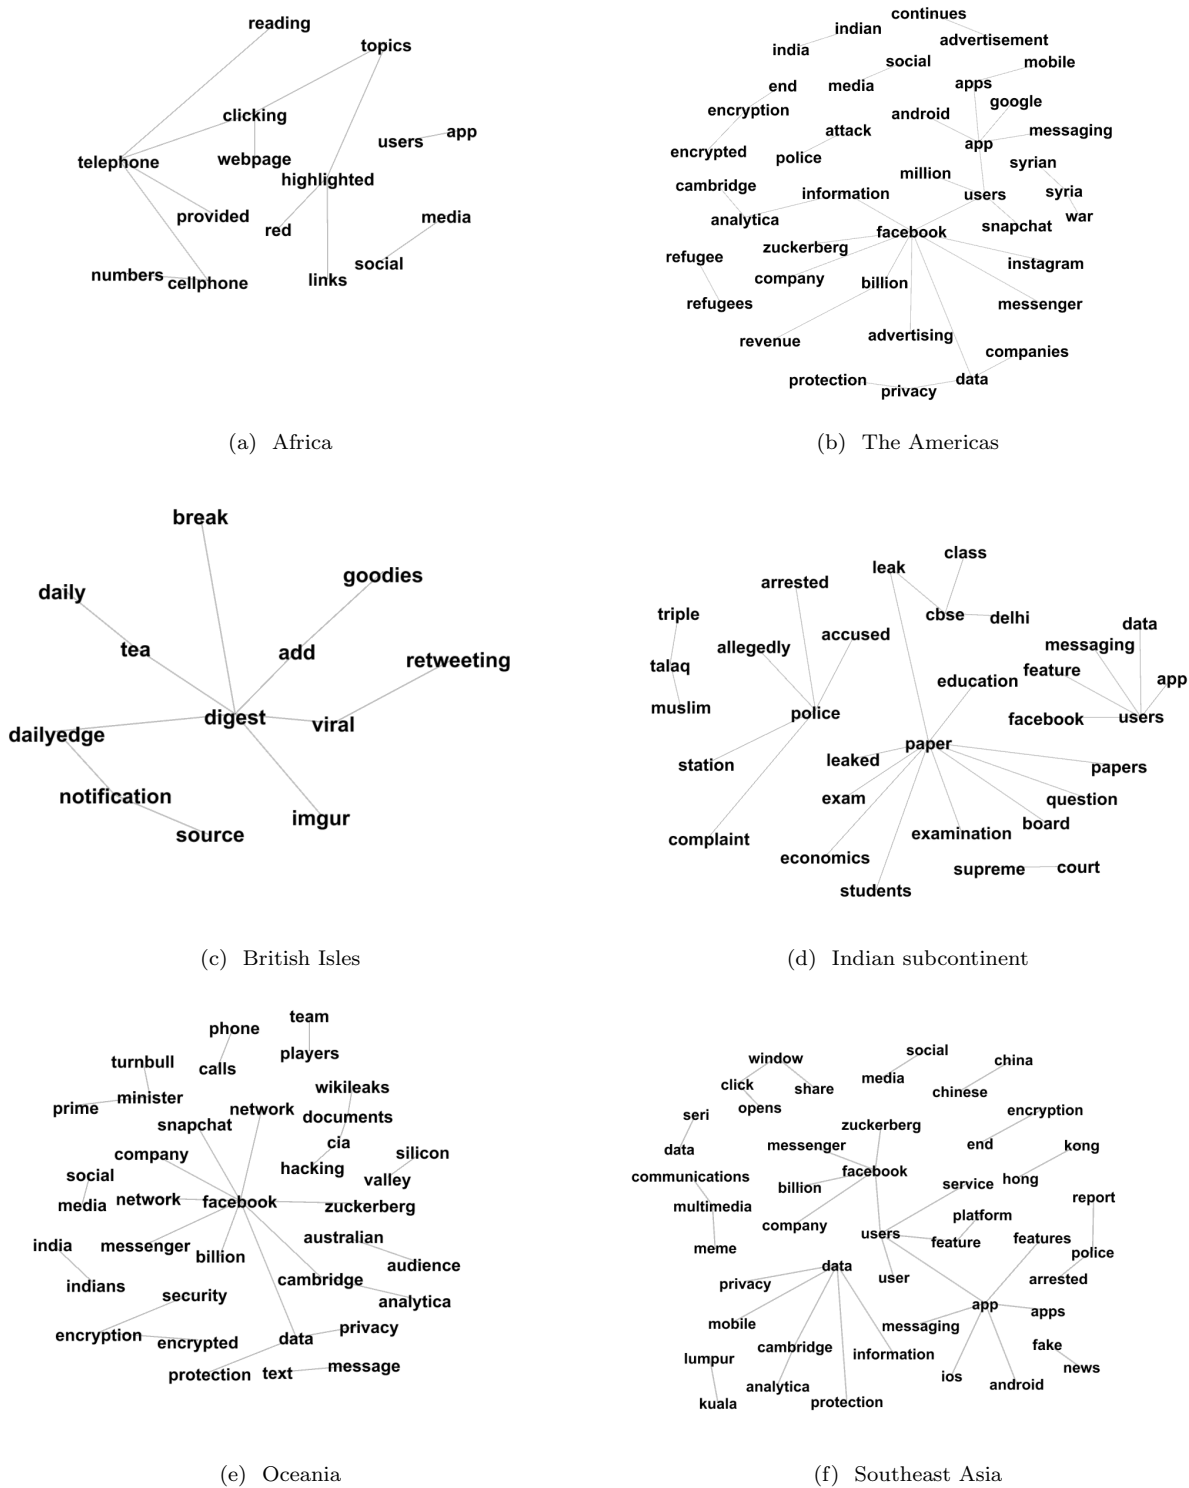 reading
topics
clicking
users app
telephone
webpage
highlighted
provided
red
media
social
numbers
cellphone
links
(a) Africa
continues
indian
advertisement
india
social
mobile
end
media
apps
google
encryption
android
attack
messaging
encrypted
police
app
syrian
cambridge
million
information
users
syria
analytica
war
snapchat
facebook
zuckerberg
refugee
instagram
company
billion
refugees
messenger
revenue
advertising
companies
protection
data
privacy
(b) The Americas
break
goodies
daily
tea
add
retweeting
digest
viral
dailyedge
notification
imgur
source
(c) British Isles
class
leak
arrested
triple
cbse
delhi
data
accused
allegedly
messaging
talaq
feature
education
app
muslim
police
facebook
users
paper
leaked
station
papers
exam
question
board
complaint
examination
economics
supreme court
students
(d) Indian subcontinent
team
phone
players
turnbull
calls
wikileaks
minister
prime
network
documents
snapchat
cia
company
silicon
hacking
social
valley
media
network
facebook
zuckerberg
australian
india
messenger
billion
audience
cambridge
indians
security
analytica
privacy
encryption
encrypted
data
message
protection
text
(e) Oceania
social
window
china
media
click
share
chinese
opens
encryption
seri
zuckerberg
end
messenger
kong
data
facebook
communications
hong
service
billion
report
multimedia
platform
company
users
features
feature
meme
police
data
user
arrested
privacy
app
apps
mobile
messaging
fake
cambridge
information
lumpur
news
ios
analytica
android
kuala
protection
(f) Southeast Asia